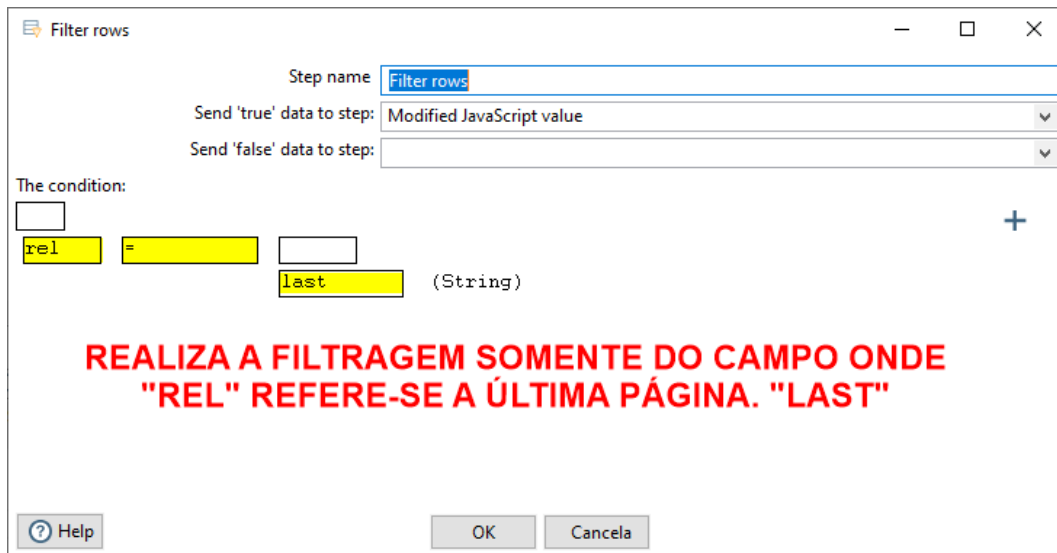 Filter rows
Step name Filter rows
Send 'true' data to step: Modified JavaScript value
Send 'false' data to step:
The condition:
rel =
last (String)
REALIZA A FILTRAGEM SOMENTE DO CAMPO ONDE
"REL" REFERE-SE A ÚLTIMA PÁGINA. "LAST"
Help OK Cancela